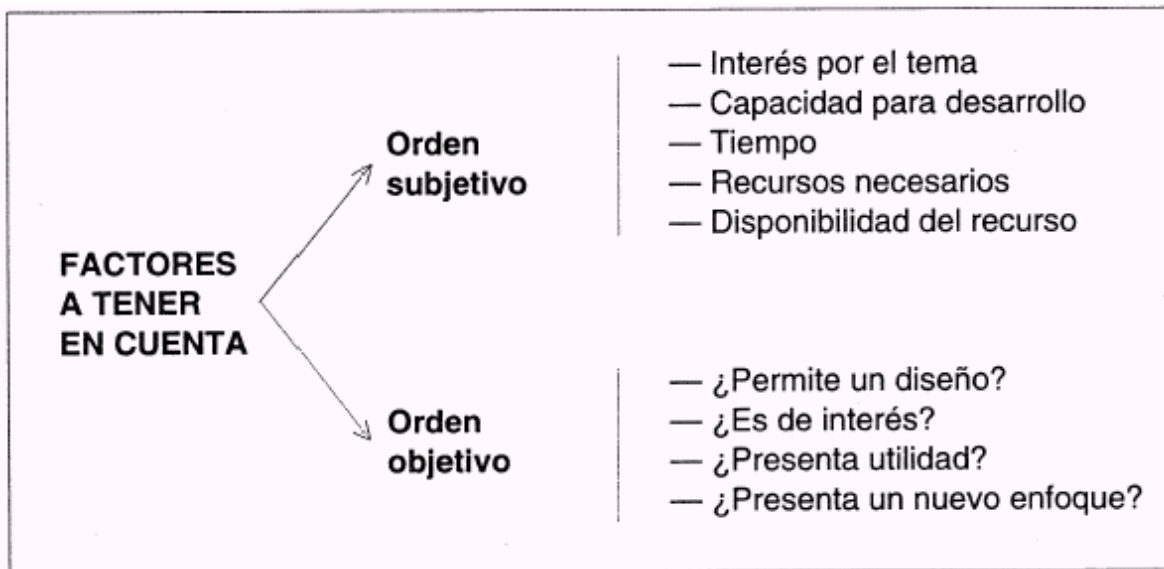 FACTORES
A TENER
EN CUENTA
Orden
subjetivo
— Interés por el tema
— Capacidad para desarrollo
— Tiempo
— Recursos necesarios
— Disponibilidad del recurso
Orden
objetivo
— ¿Permite un diseño?
— ¿Es de interés?
— ¿Presenta utilidad?
— ¿Presenta un nuevo enfoque?